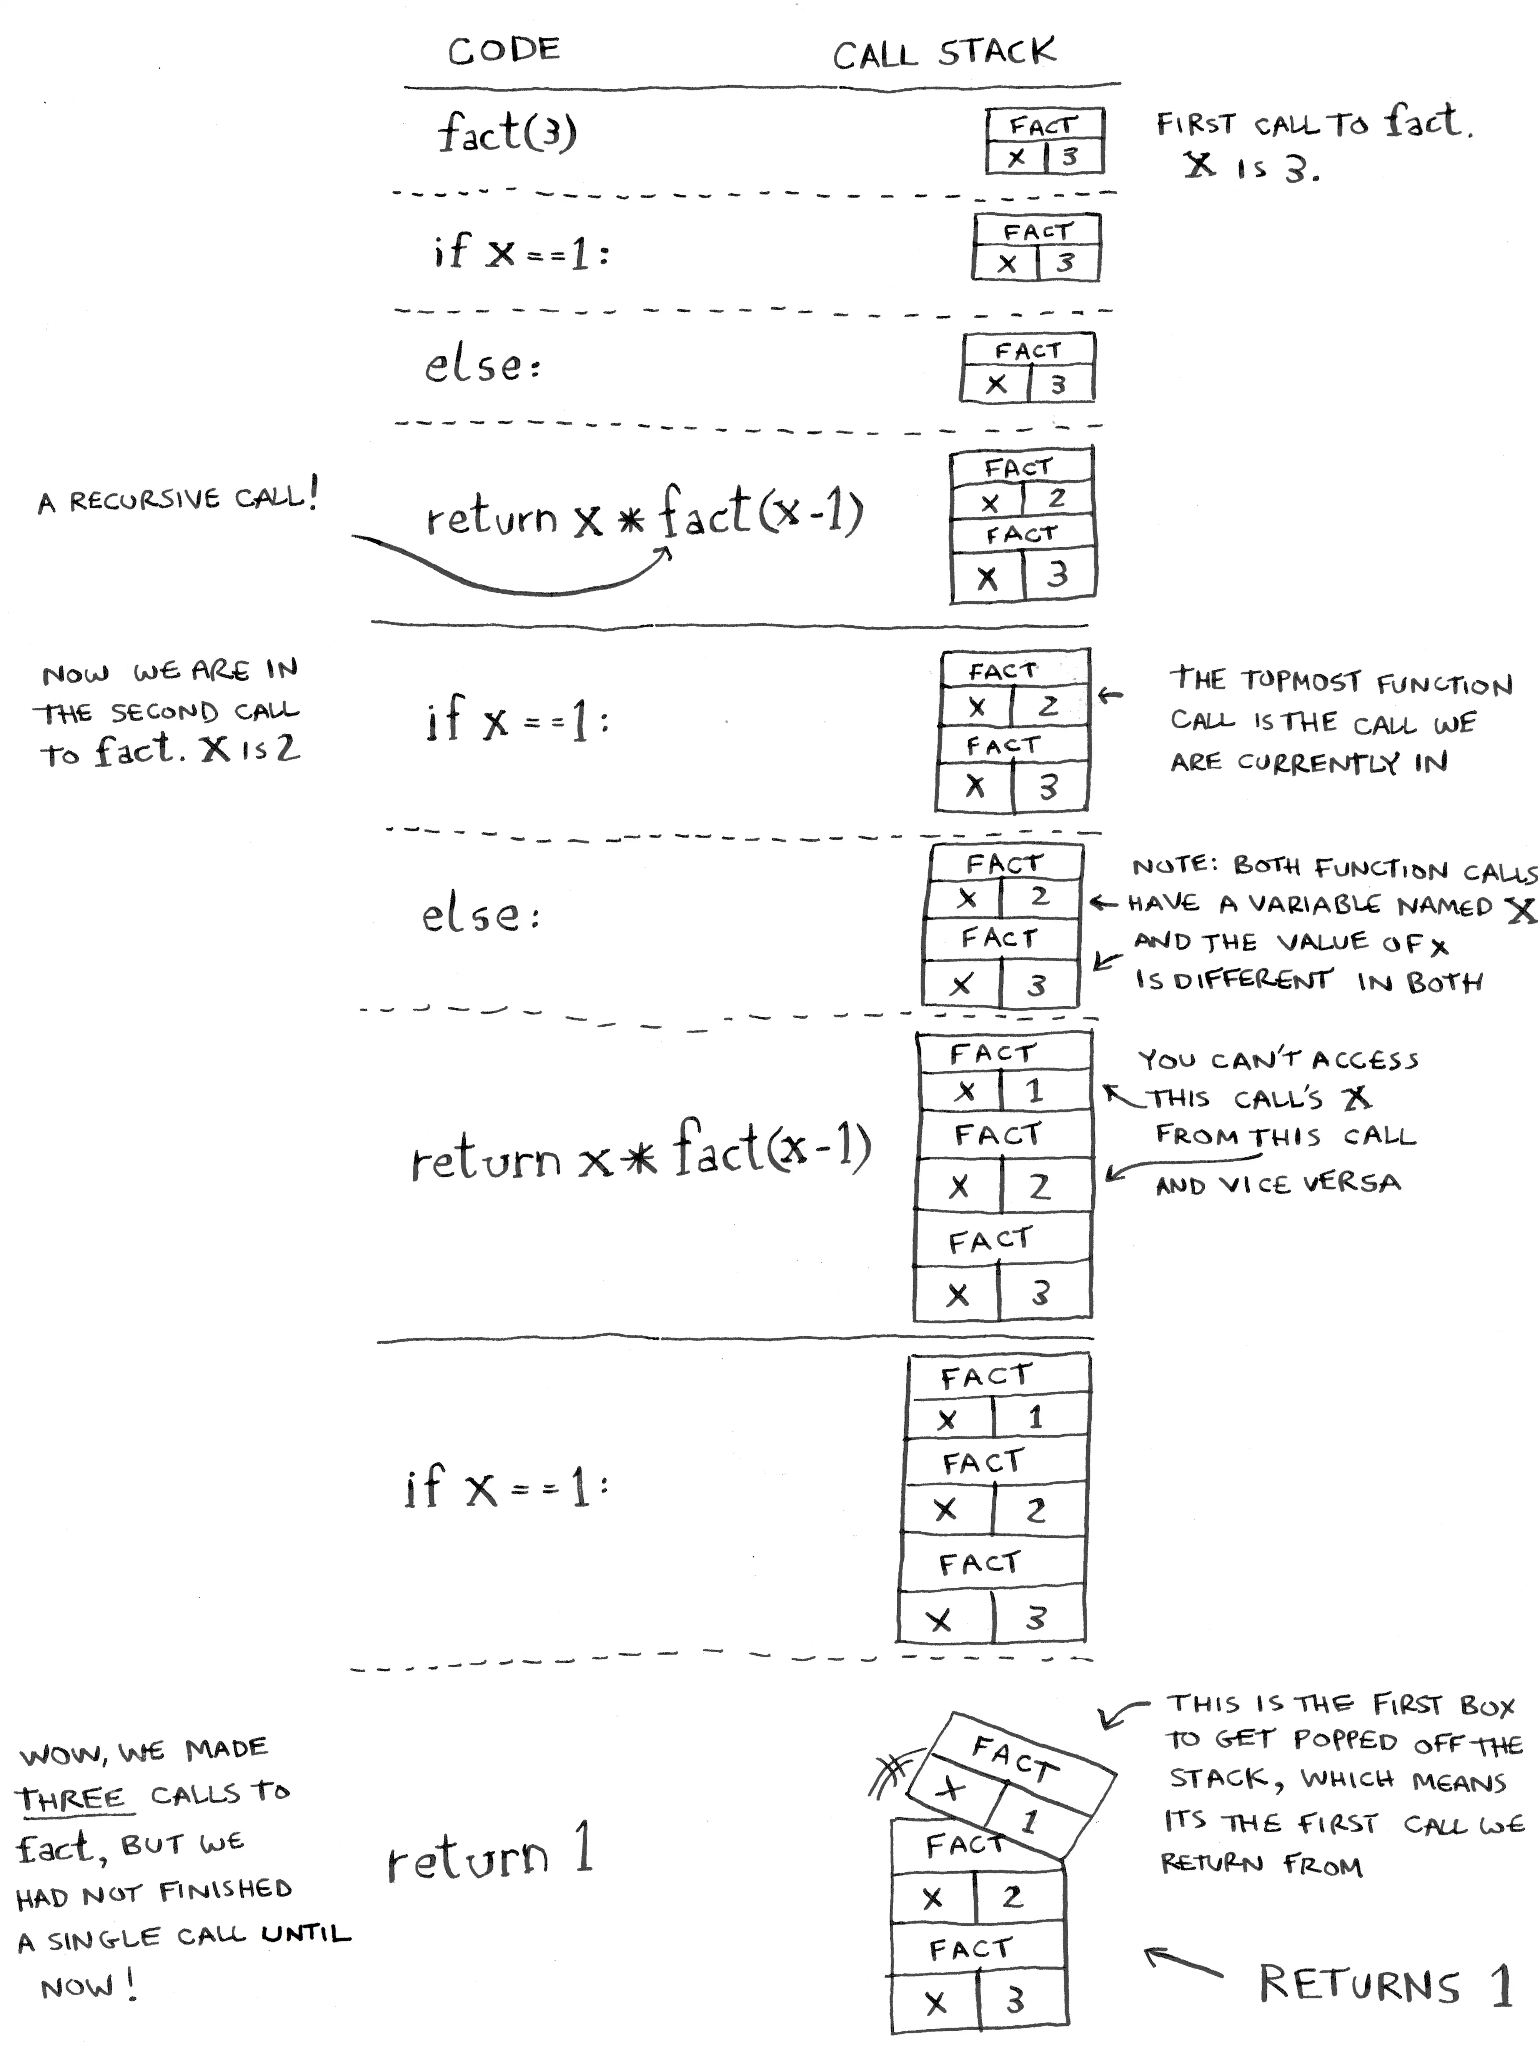 CODE
CALL STACK
fact(3)
FACT
X 3
FIRST CALL TO fact.
X IS 3.
if x==1:
FACT
X 3
else:
FACT
X 3
A RECURSIVE CALL!
return x * fact(x-1)
FACT
X 2
FACT
X 3
NOW WE ARE IN
THE SECOND CALL
TO fact. X IS 2
if x==1:
FACT
X 2
FACT
X 3
THE TOPMOST FUNCTION
CALL IS THE CALL WE
ARE CURRENTLY IN
else:
FACT
X 2
FACT
X 3
NOTE: BOTH FUNCTION CALLS
HAVE A VARIABLE NAMED X
AND THE VALUE OF X
IS DIFFERENT IN BOTH
return x * fact(x-1)
FACT
X 1
FACT
X 2
FACT
X 3
YOU CAN'T ACCESS
THIS CALL'S X
FROM THIS CALL
AND VICE VERSA
if x==1:
FACT
X 1
FACT
X 2
FACT
X 3
WOW, WE MADE
THREE CALLS TO
fact, BUT WE
HAD NOT FINISHED
A SINGLE CALL UNTIL
NOW!
return 1
FACT
X 1
FACT
X 2
FACT
X 3
THIS IS THE FIRST BOX
TO GET POPPED OFF THE
STACK, WHICH MEANS
ITS THE FIRST CALL WE
RETURN FROM
RETURNS 1